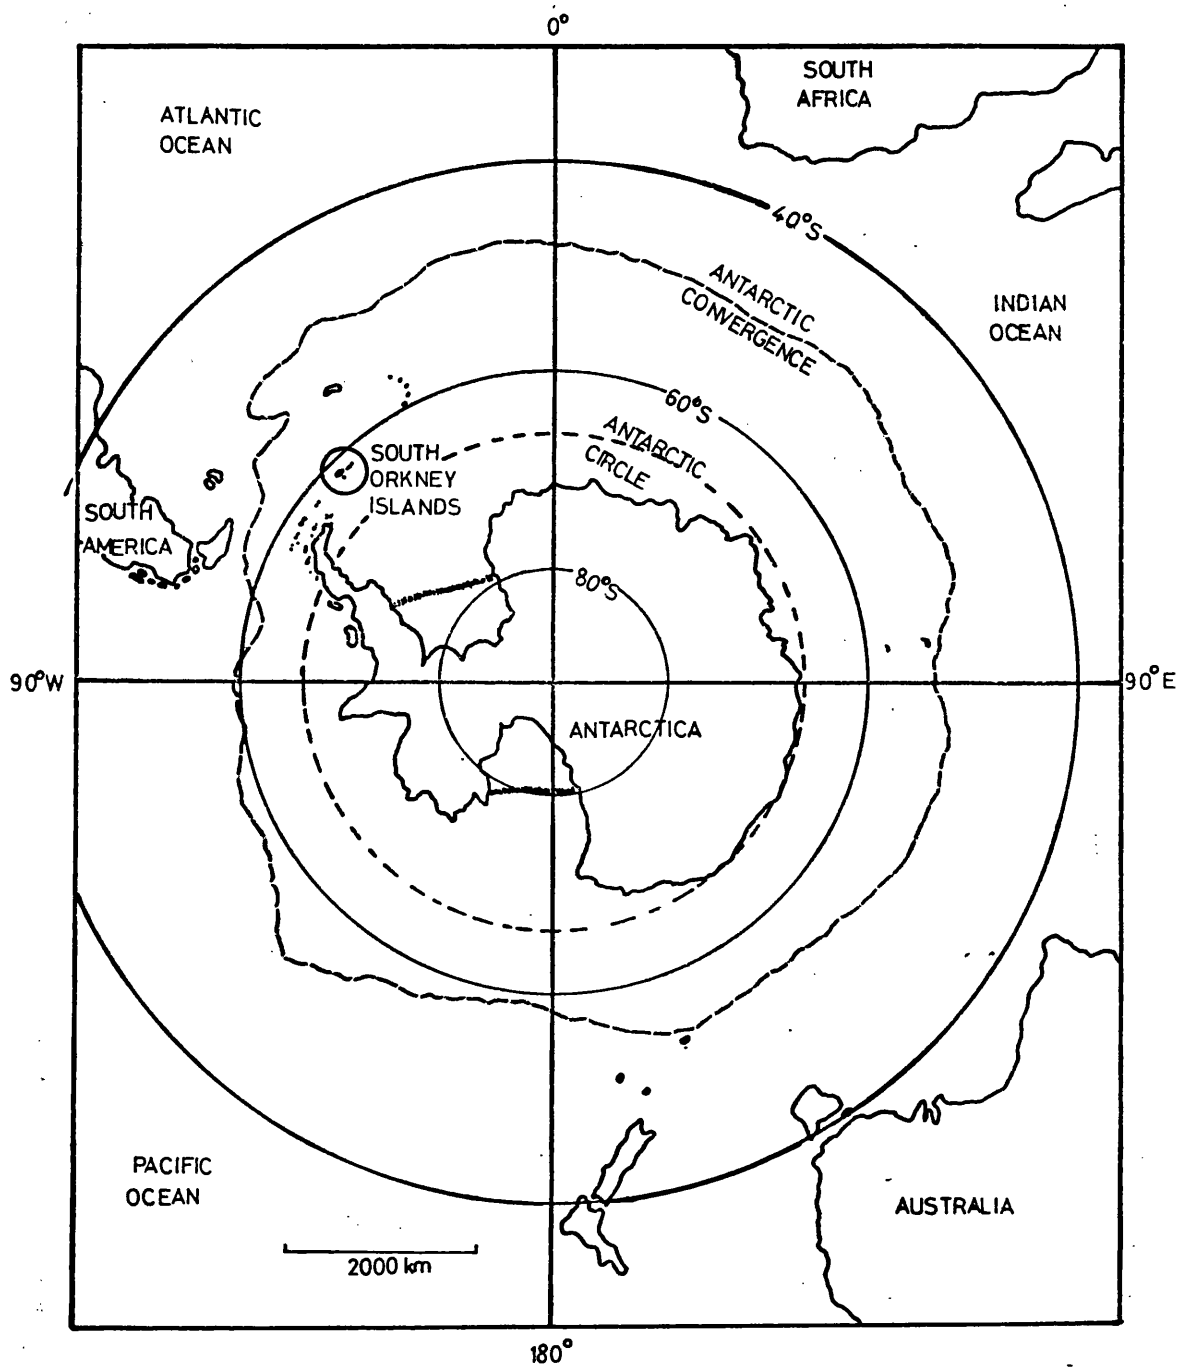 0°
SOUTH
AFRICA
ATLANTIC
OCEAN
40°S
ANTARCTIC
CONVERGENCE
INDIAN
OCEAN
60°S
ANTARCTIC
CIRCLE
SOUTH
ORKNEY
ISLANDS
SOUTH
AMERICA
80°S
90°W
90°E
ANTARCTICA
PACIFIC
OCEAN
AUSTRALIA
2000 km
180°